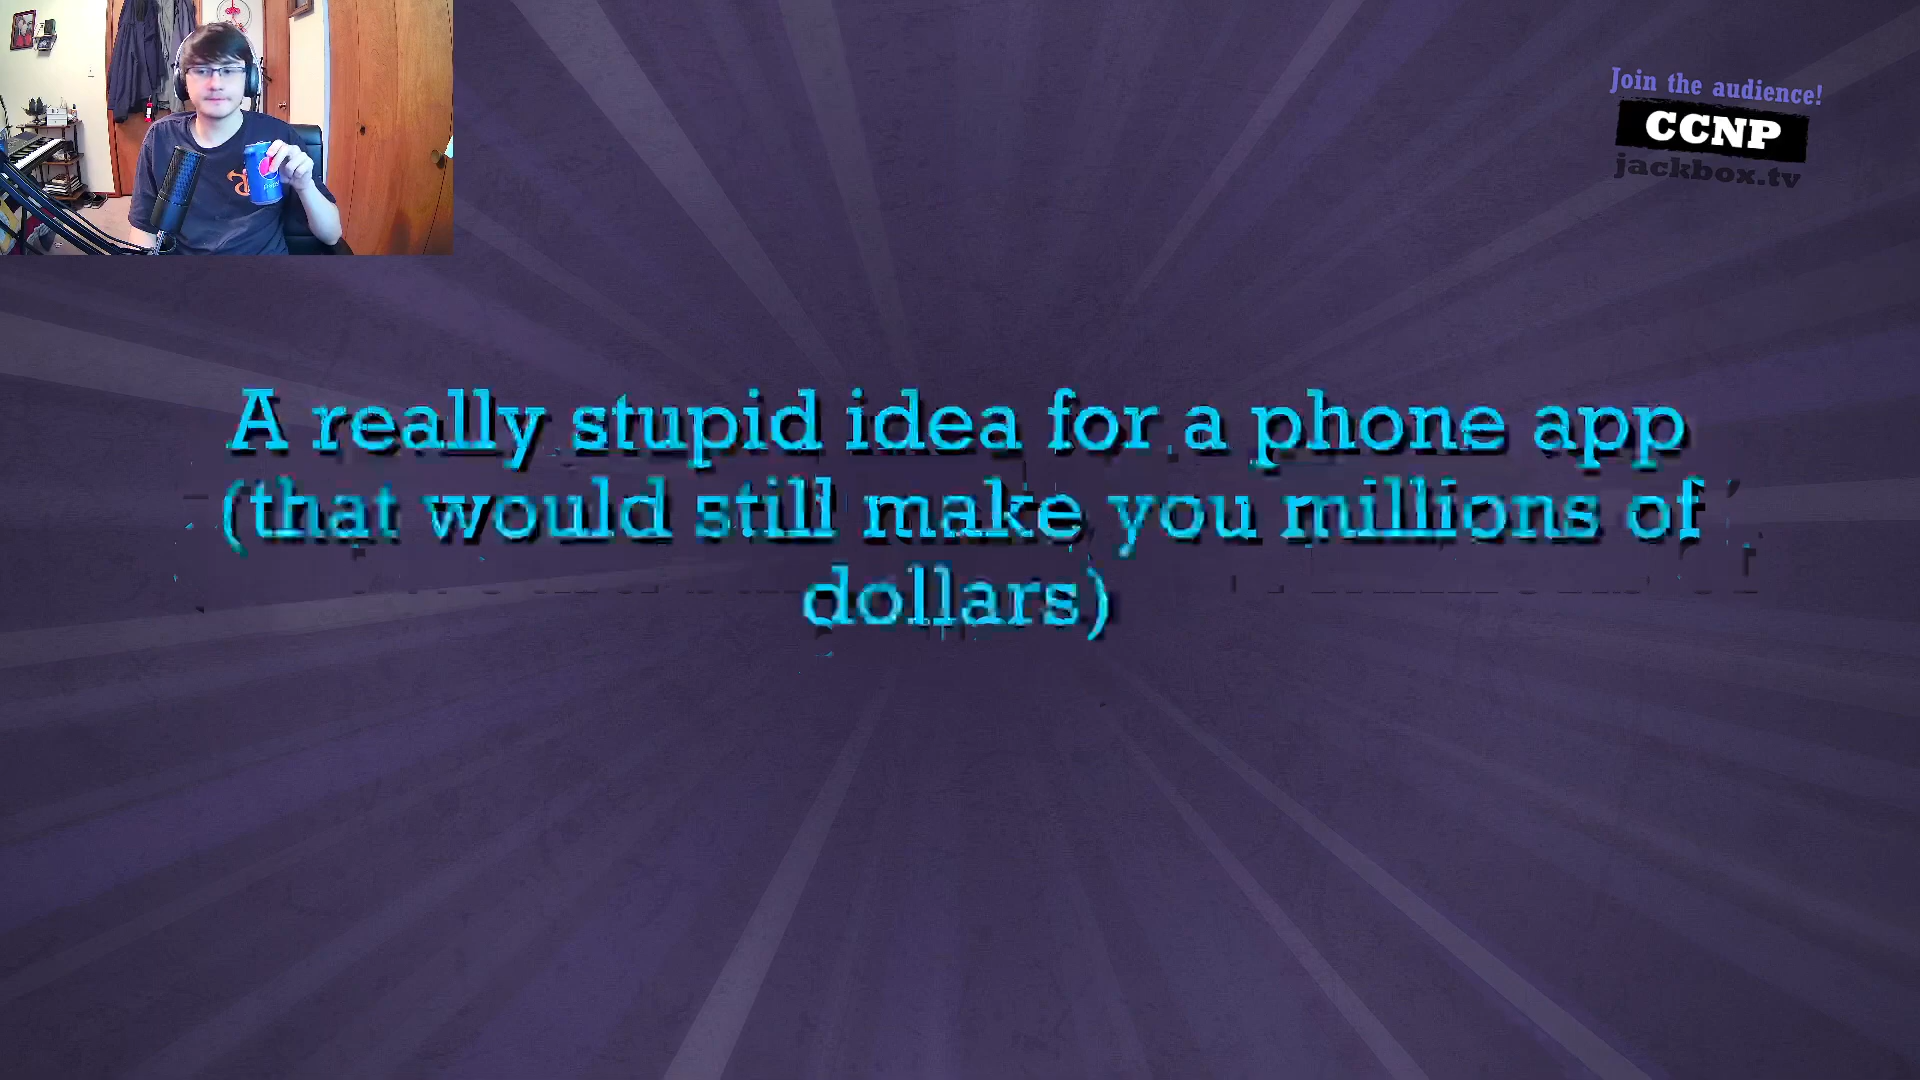 Join the audience!
CCNP
jackbox.tv
A really stupid idea for a phone app
(that would still make you millions of
dollars)